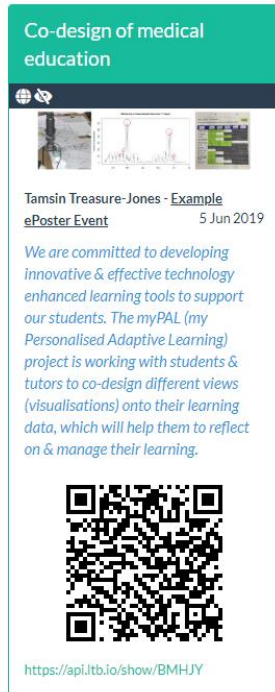 Co-design of medical
education
Tamsin Treasure-Jones - Example
ePoster Event 5 Jun 2019
We are committed to developing
innovative & effective technology
enhanced learning tools to support
our students. The myPAL (my
Personalised Adaptive Learning)
project is working with students &
tutors to co-design different views
(visualisations) onto their learning
data, which will help them to reflect
on & manage their learning.
https://api.ltb.io/show/BMHJY